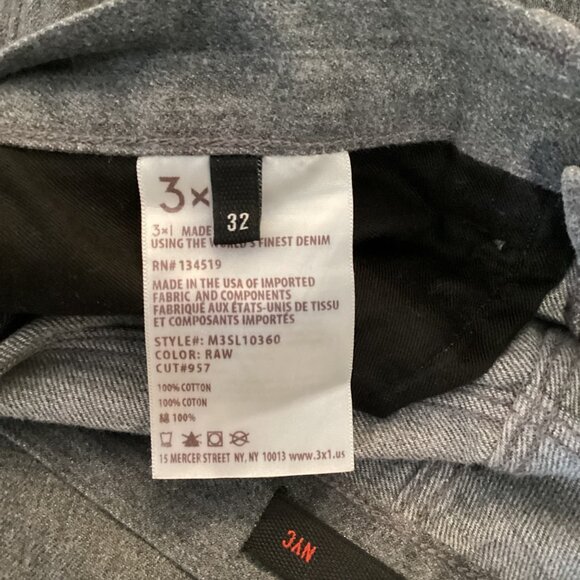 3×
32
3×1 MADE
USING THE WORLD'S FINEST DENIM
RN# 134519
MADE IN THE USA OF IMPORTED
FABRIC AND COMPONENTS
FABRIQUÉ AUX ÉTATS-UNIS DE TISSU
ET COMPOSANTS IMPORTÉS
STYLE#: M3SL10360
COLOR: RAW
CUT#957
100% COTTON
100% COTON
綿 100%
15 MERCER STREET NY, NY 10013 www.3x1.us
NYC